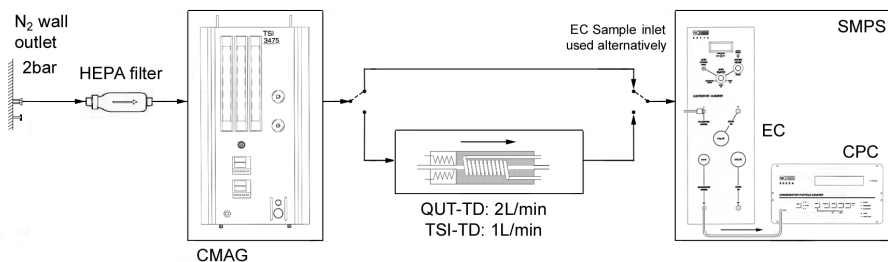 N₂ wall
outlet
2bar
HEPA filter
TSI
3475
CMAG
QUT-TD: 2L/min
TSI-TD: 1L/min
EC Sample inlet
used alternatively
SMPS
EC
CPC